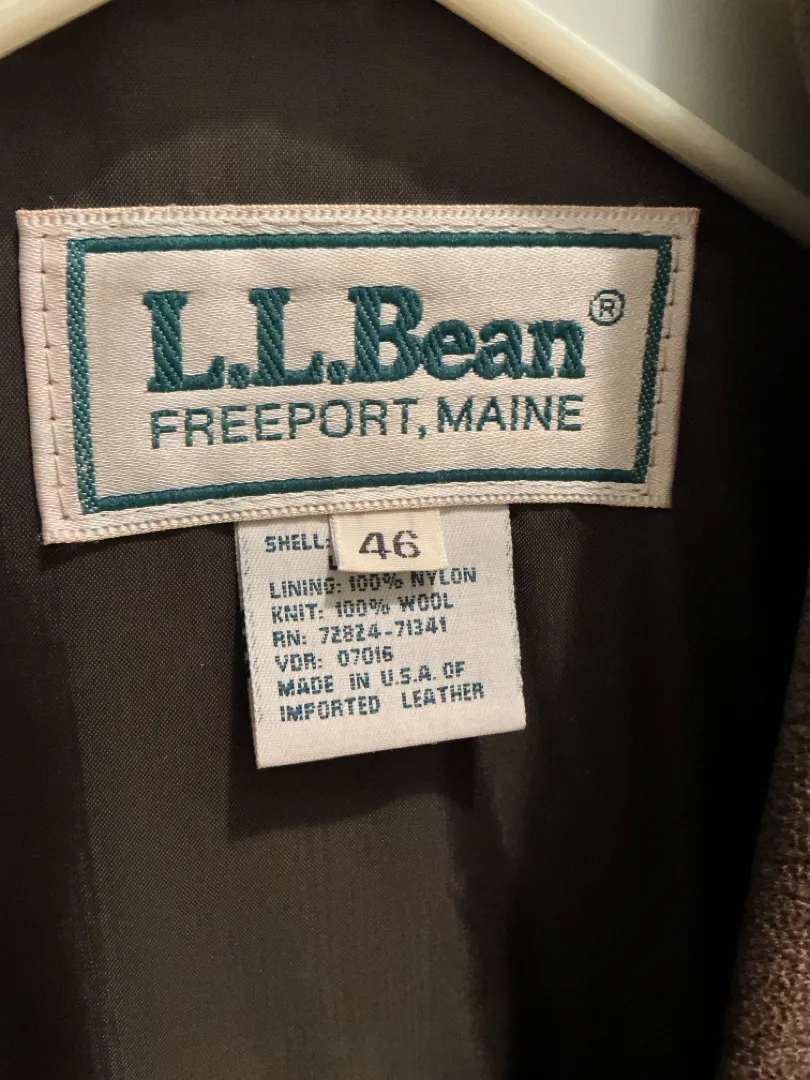 L.L.Bean®
FREEPORT, MAINE
SHELL: 46
LINING: 100% NYLON
KNIT: 100% WOOL
RN: 72824-71341
VDR: 07016
MADE IN U.S.A. OF
IMPORTED LEATHER